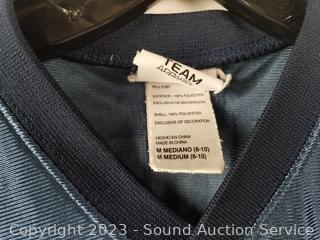 TEAM
Apparel
EXTERIOR: 100% POLIESTER
EXCLUSIVO DE DECORACION
SHELL: 100% POLYESTER
EXCLUSIVE OF DECORATION
HECHO EN CHINA
MADE IN CHINA
M MEDIANO (8-10)
M MEDIUM (8-10)
Copyright 2023 - Sound Auction Service